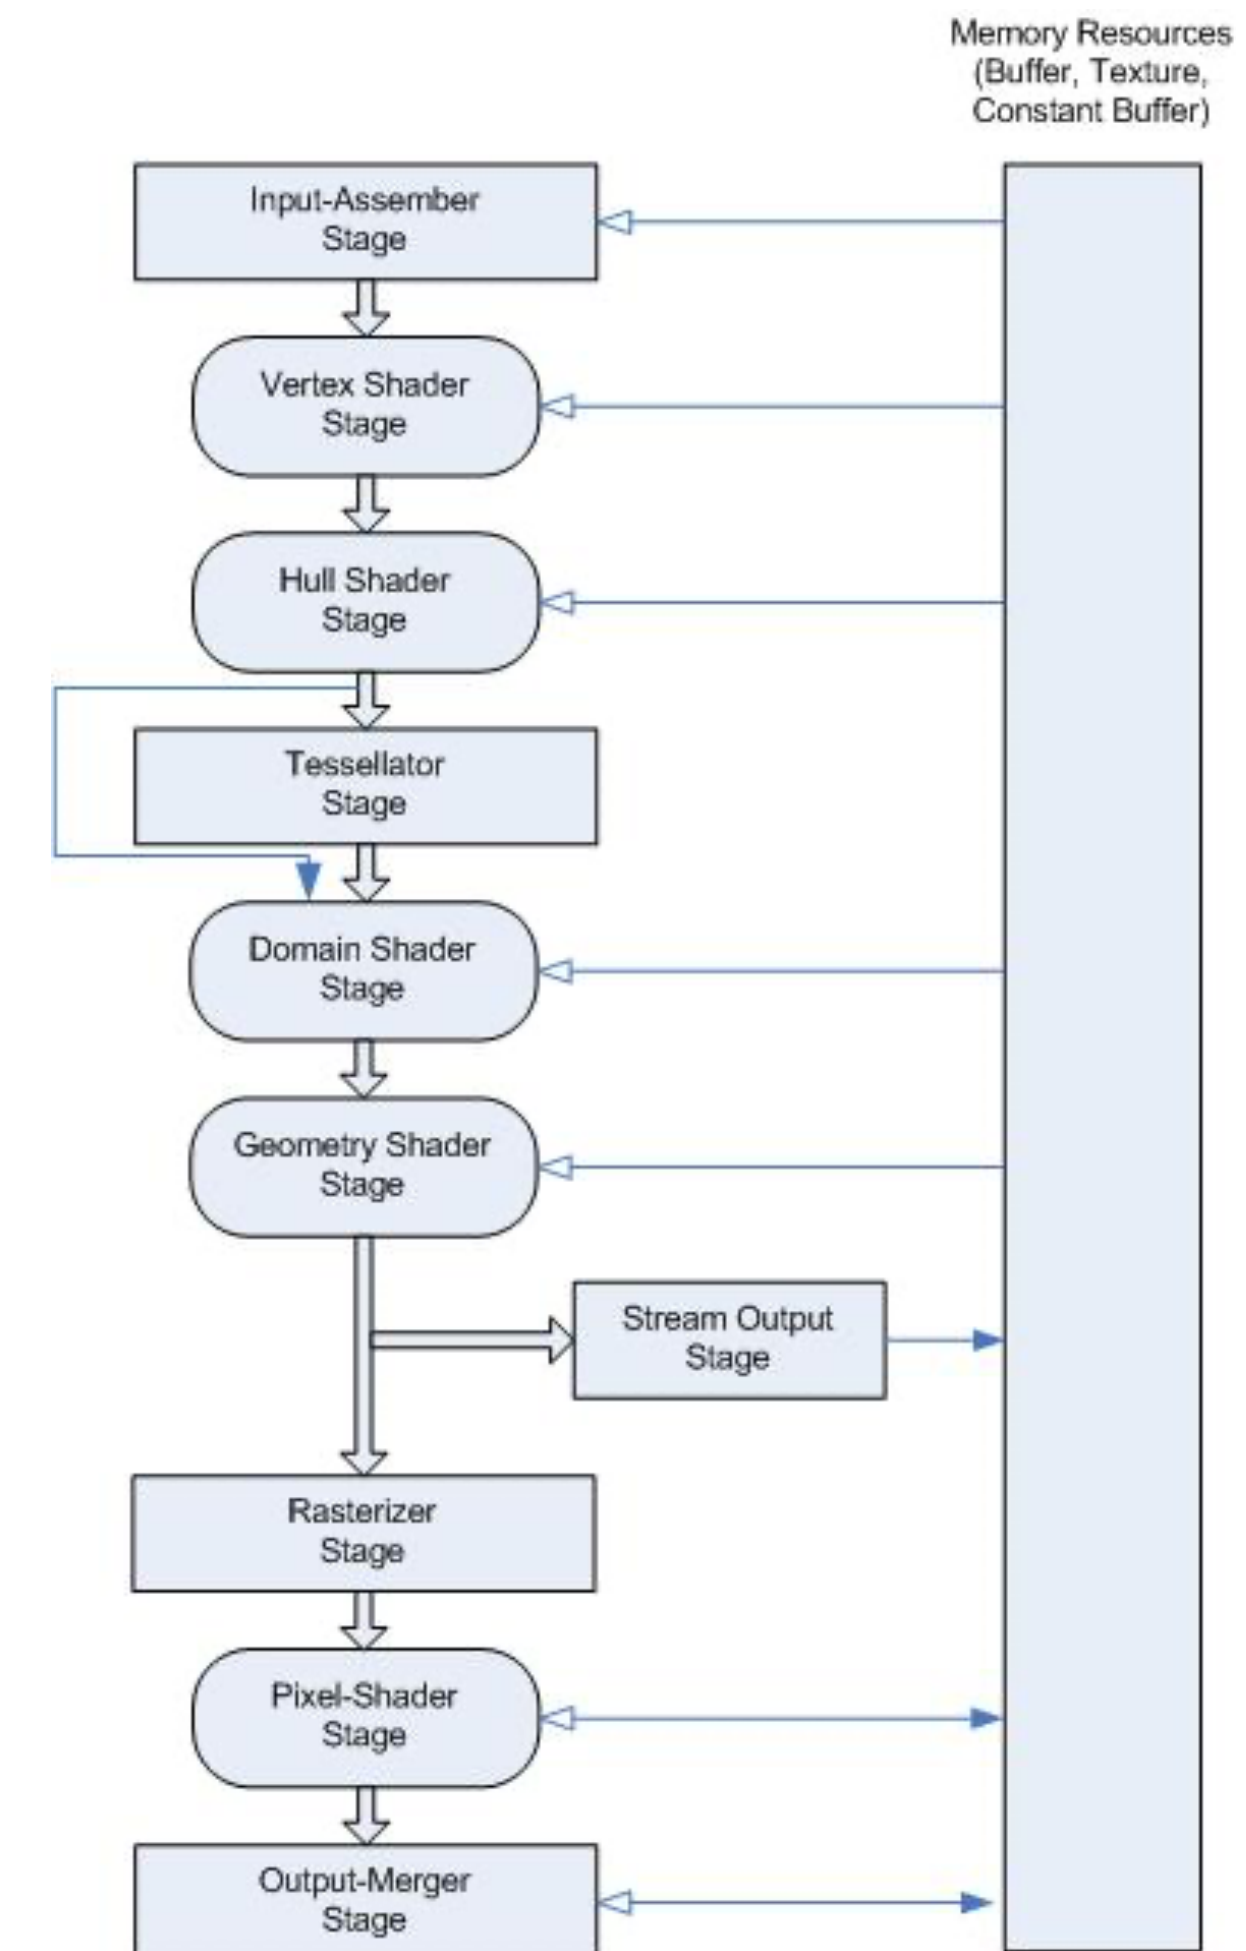 Memory Resources
(Buffer, Texture,
Constant Buffer)
Input-Assember
Stage
Vertex Shader
Stage
Hull Shader
Stage
Tessellator
Stage
Domain Shader
Stage
Geometry Shader
Stage
Stream Output
Stage
Rasterizer
Stage
Pixel-Shader
Stage
Output-Merger
Stage